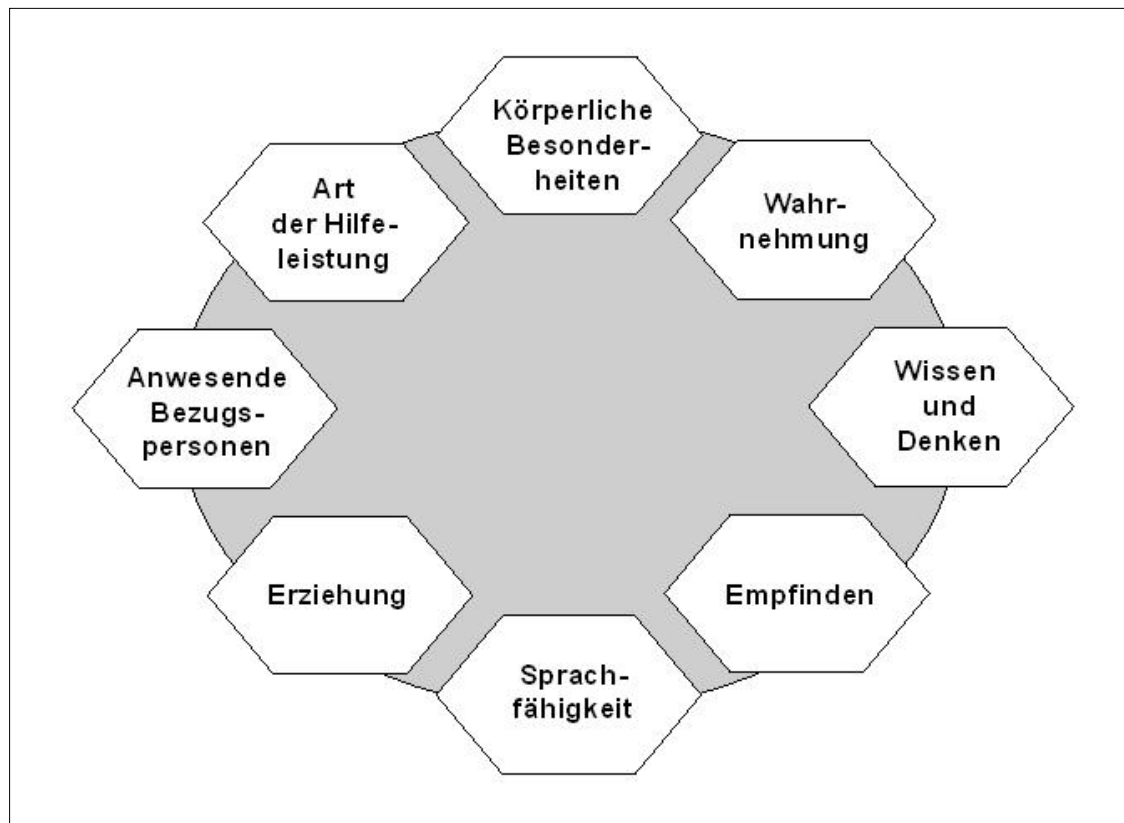 Körperliche
Besonder-
heiten
Art
der Hilfe-
leistung
Wahr-
nehmung
Anwesende
Bezugs-
personen
Wissen
und
Denken
Erziehung
Empfinden
Sprach-
fähigkeit